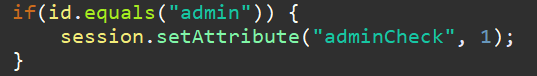 if(id.equals("admin")) {
    session.setAttribute("adminCheck", 1);
}